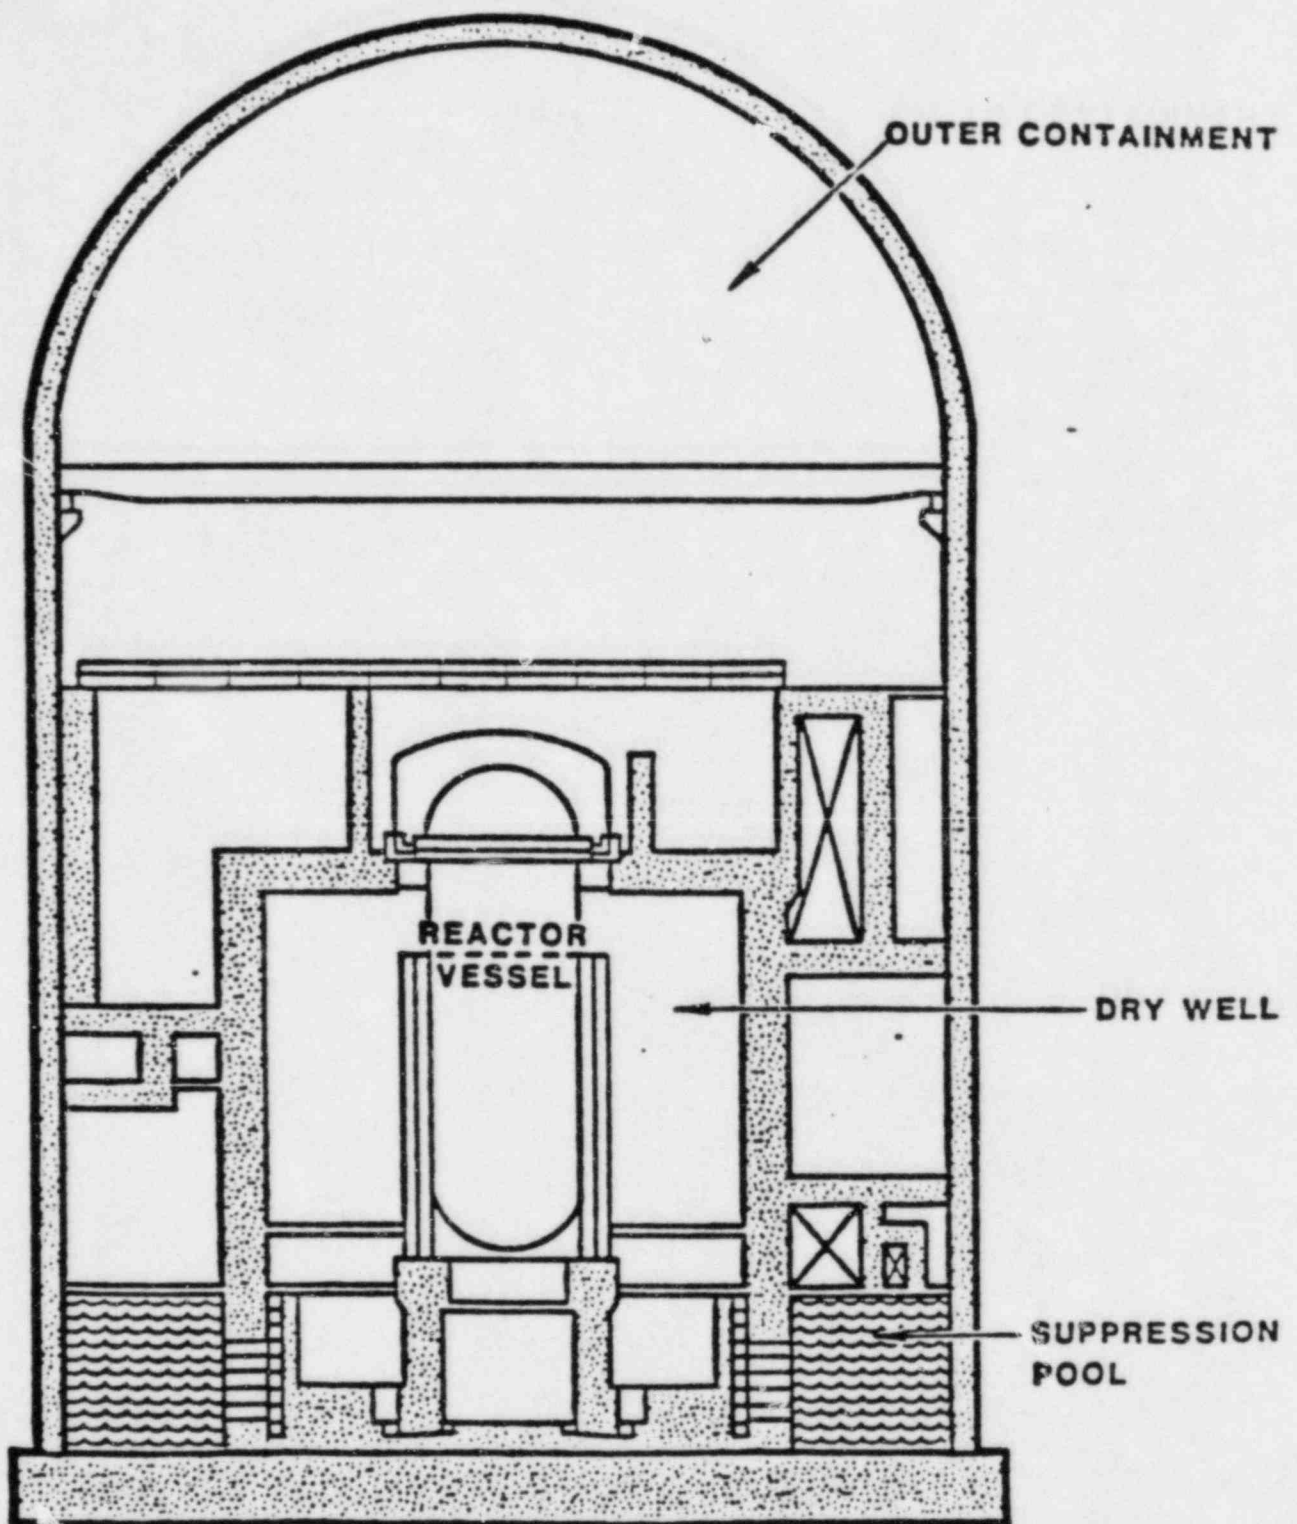 OUTER CONTAINMENT
REACTOR
VESSEL
DRY WELL
SUPPRESSION
POOL